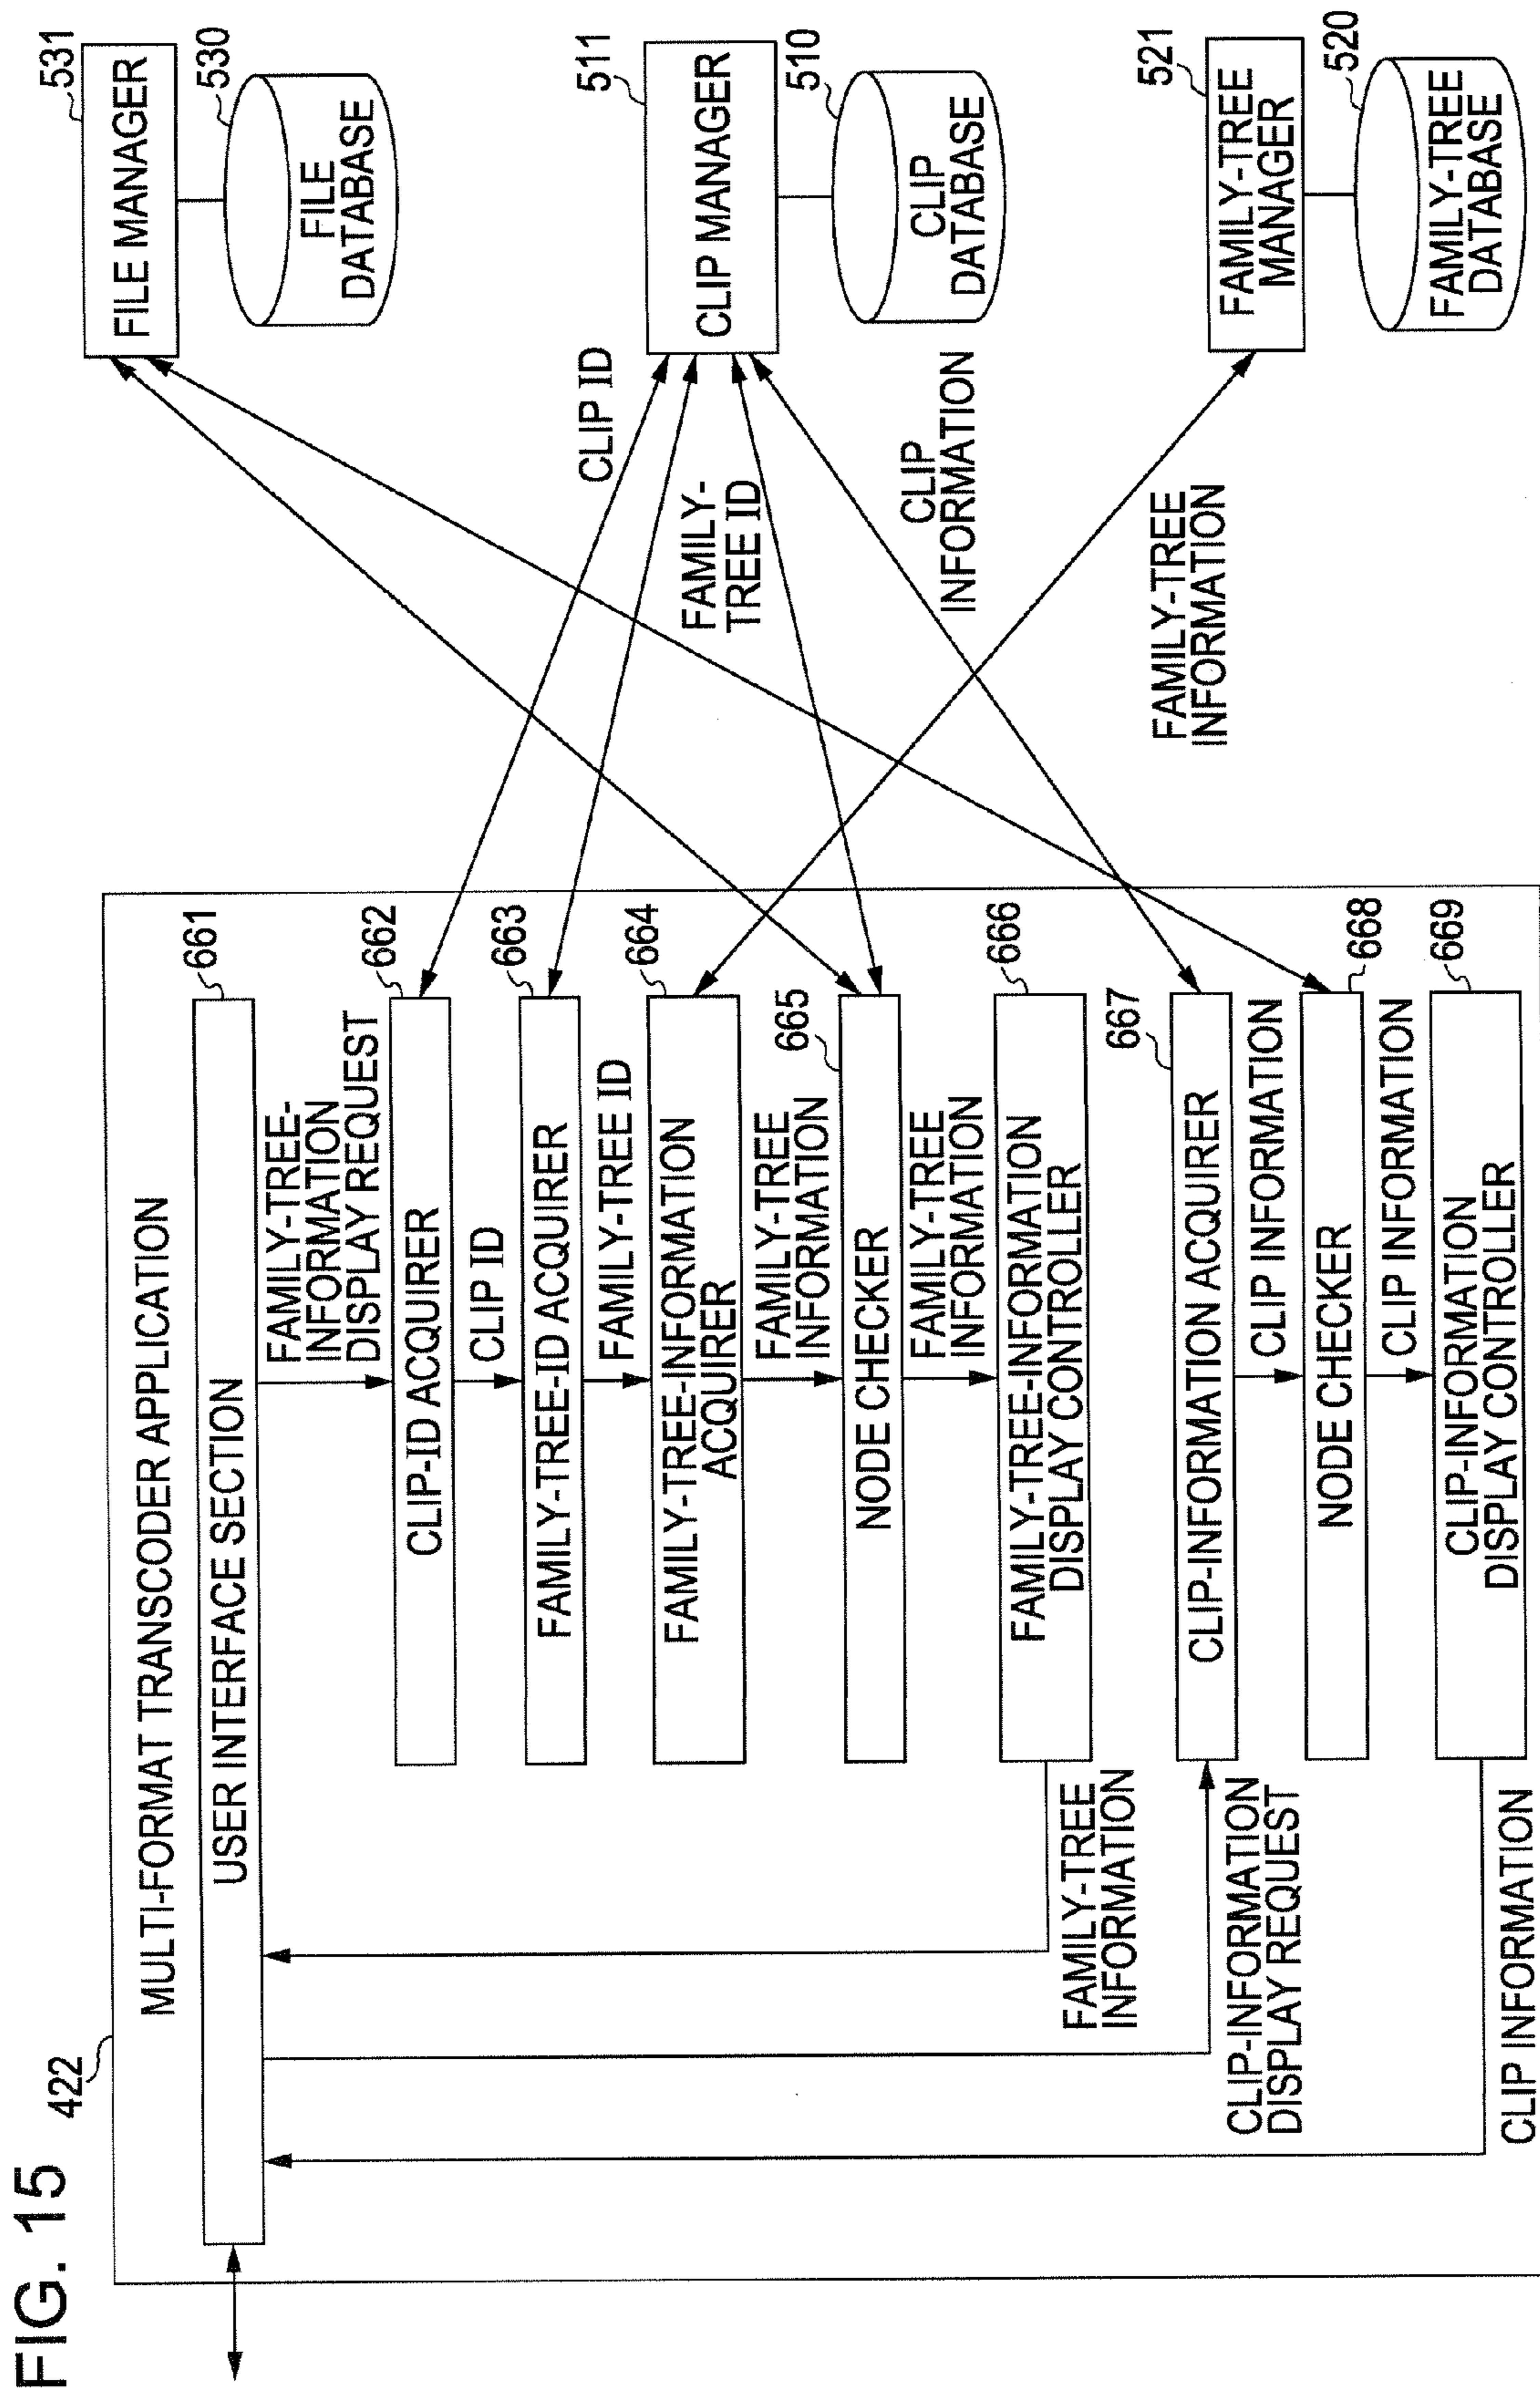 FIG. 15
422
MULTI-FORMAT TRANSCODER APPLICATION
USER INTERFACE SECTION
661
FAMILY-TREE-
INFORMATION
DISPLAY REQUEST
CLIP-ID ACQUIRER
662
CLIP ID
FAMILY-TREE-ID ACQUIRER
663
FAMILY-TREE ID
FAMILY-TREE-INFORMATION
ACQUIRER
664
FAMILY-TREE
INFORMATION
NODE CHECKER
665
FAMILY-TREE
INFORMATION
FAMILY-TREE-INFORMATION
DISPLAY CONTROLLER
666
FAMILY-TREE
INFORMATION
CLIP-INFORMATION ACQUIRER
667
CLIP-INFORMATION
DISPLAY REQUEST
CLIP INFORMATION
NODE CHECKER
668
CLIP INFORMATION
CLIP-INFORMATION
DISPLAY CONTROLLER
669
CLIP INFORMATION
FILE MANAGER
531
FILE
DATABASE
530
CLIP ID
FAMILY-
TREE ID
CLIP MANAGER
511
CLIP
DATABASE
510
CLIP
INFORMATION
FAMILY-TREE
INFORMATION
FAMILY-TREE
MANAGER
521
FAMILY-TREE
DATABASE
520